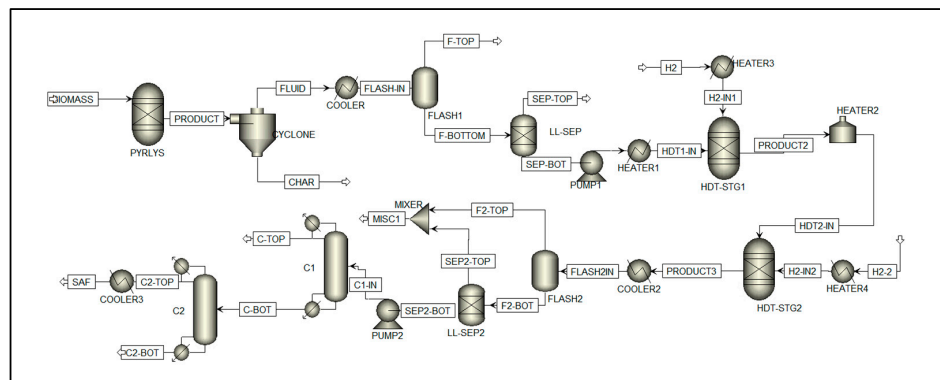 F-TOP
H2
HEATER3
BIOMASS
FLUID
FLASH-IN
COOLER
H2-IN1
HEATER2
PRODUCT
CYCLONE
FLASH1
SEP-TOP
PYRLYS
F-BOTTOM
LL-SEP
HDT1-IN
PRODUCT2
SEP-BOT
HEATER1
PUMP1
HDT-STG1
CHAR
MIXER
MISC1
F2-TOP
HDT2-IN
C-TOP
C1
SEP2-TOP
SAF
C2-TOP
C1-IN
FLASH2IN
PRODUCT3
H2-IN2
H2-2
COOLER3
FLASH2
COOLER2
HEATER4
C2
C-BOT
SEP2-BOT
F2-BOT
HDT-STG2
PUMP2
LL-SEP2
C2-BOT